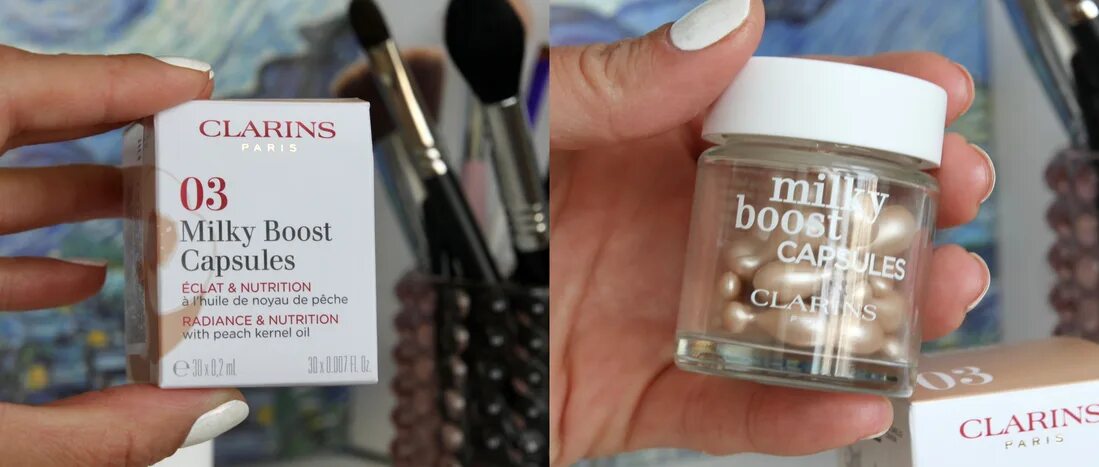 CLARINS
PARIS
03
Milky Boost
Capsules
ÉCLAT & NUTRITION
à l'huile de noyau de pêche
RADIANCE & NUTRITION
with peach kernel oil
℮30 x 0,2 mL 30 x 0.007 FL. Oz.
milky
boost
CAPSULES
CLARINS
03
CLARINS
PARIS